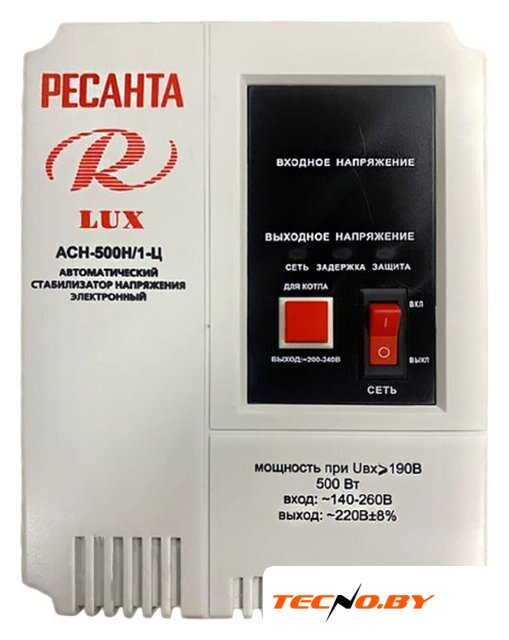 РЕСАНТА
R
LUX
АСН-500Н/1-Ц
АВТОМАТИЧЕСКИЙ
СТАБИЛИЗАТОР НАПРЯЖЕНИЯ
ЭЛЕКТРОННЫЙ
ВХОДНОЕ НАПРЯЖЕНИЕ
ВЫХОДНОЕ НАПРЯЖЕНИЕ
СЕТЬ ЗАДЕРЖКА ЗАЩИТА
ДЛЯ КОТЛА
ВКЛ
ВЫХОД:~200-240В
ВЫКЛ
СЕТЬ
мощность при Uвх⩾190В
500 Вт
вход: ~140-260В
выход: ~220В±8%
TECNO.BY